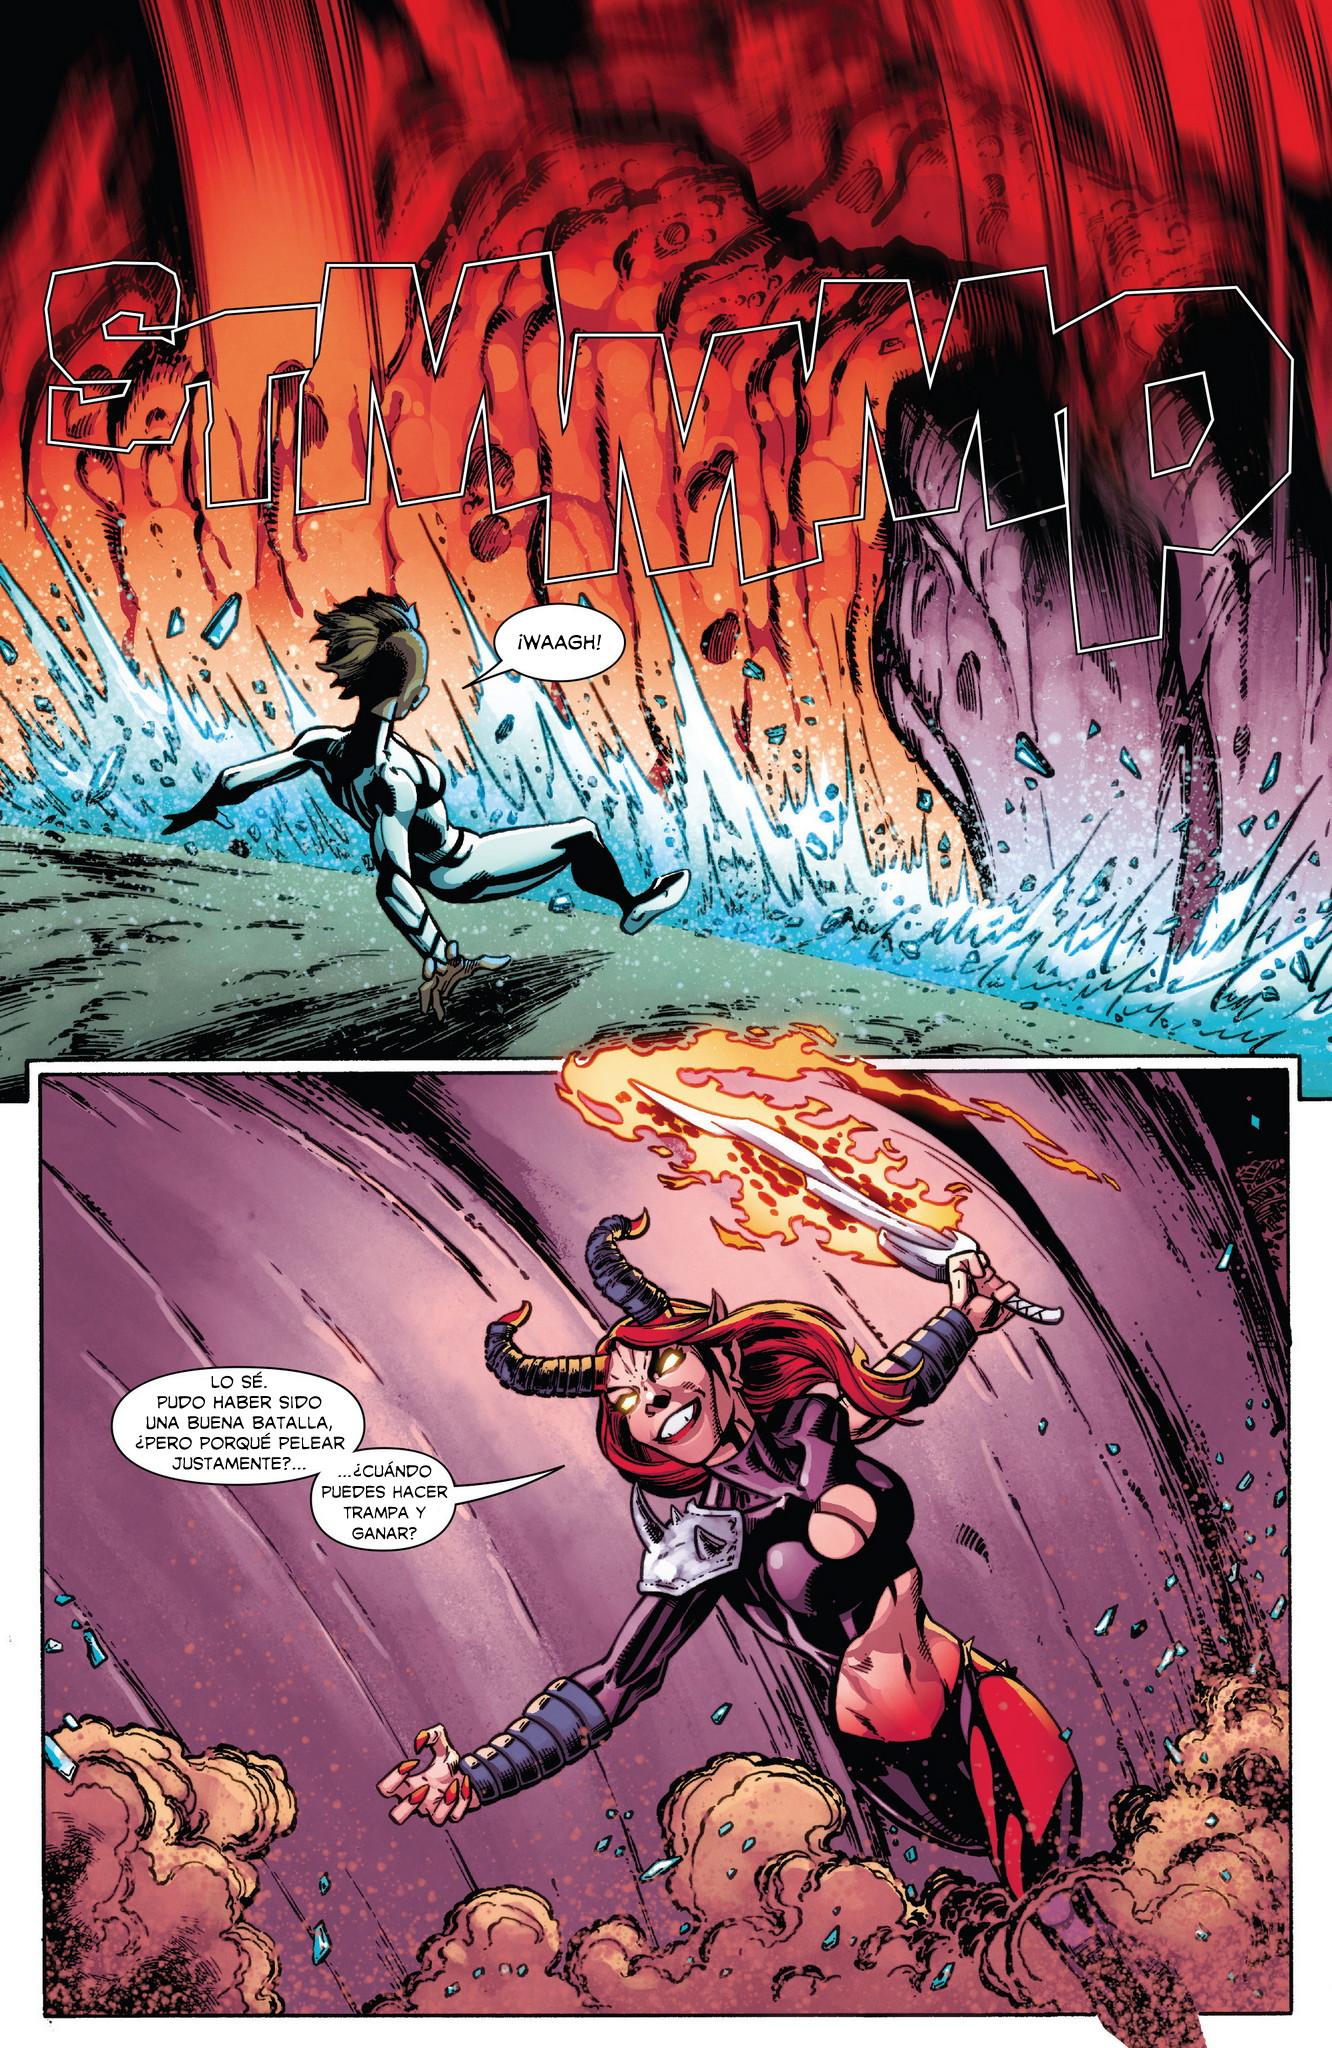 STMMMP
¡WAAGH!
LO SÉ.
PUDO HABER SIDO
UNA BUENA BATALLA,
¿PERO PORQUÉ PELEAR
JUSTAMENTE?...
...¿CUÁNDO
PUEDES HACER
TRAMPA Y
GANAR?